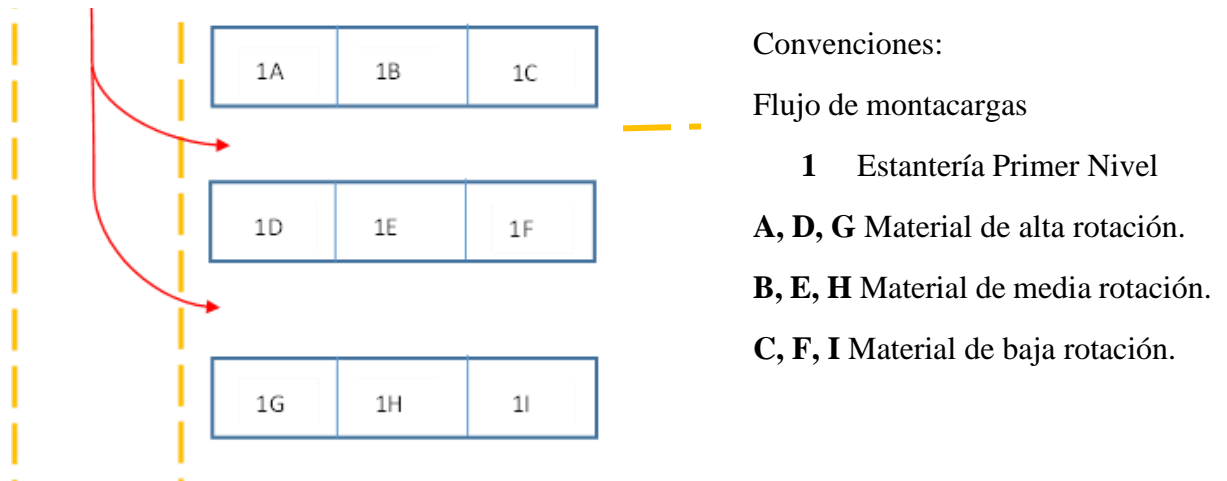 1A 1B 1C
1D 1E 1F
1G 1H 1I
Convenciones:
Flujo de montacargas
1 Estantería Primer Nivel
A, D, G Material de alta rotación.
B, E, H Material de media rotación.
C, F, I Material de baja rotación.